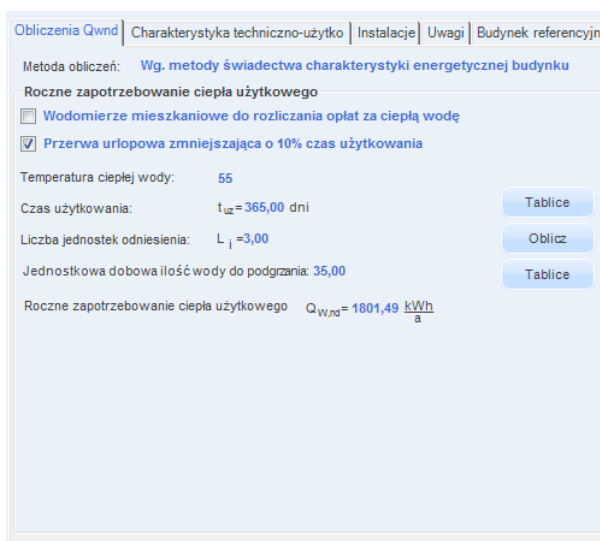 Obliczenia Qwnd Charakterystyka techniczno-użytko Instalacje Uwagi Budynek referencyjn
Metoda obliczeń: Wg. metody świadectwa charakterystyki energetycznej budynku
Roczne zapotrzebowanie ciepła użytkowego
Wodomierze mieszkaniowe do rozliczania opłat za ciepłą wodę
Przerwa urlopowa zmniejszająca o 10% czas użytkowania
Temperatura ciepłej wody: 55
Czas użytkowania: t uz= 365,00 dni Tablice
Liczba jednostek odniesienia: L i =3,00 Oblicz
Jednostkowa dobowa ilość wody do podgrzania: 35,00 Tablice
Roczne zapotrzebowanie ciepła użytkowego Q W,nd= 1801,49 kWh
a